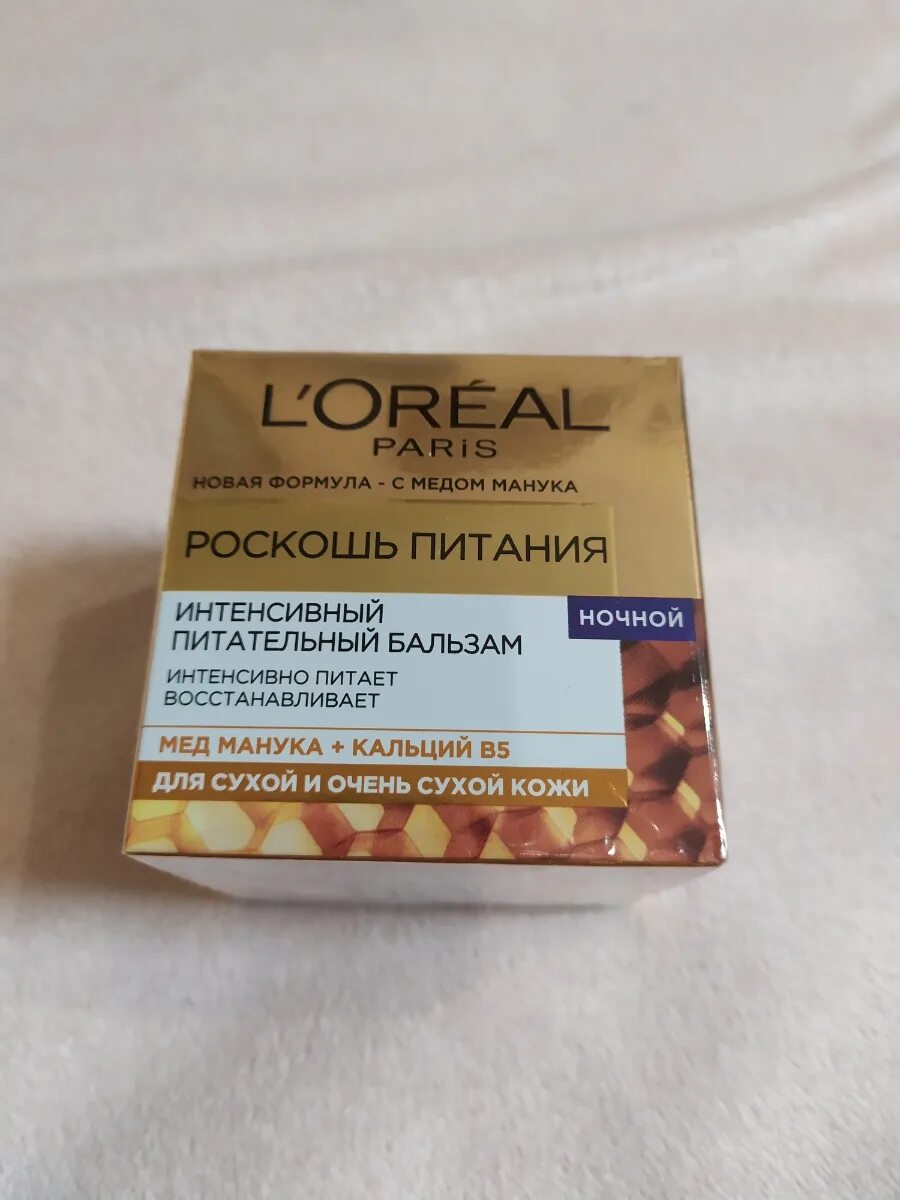 L'ORÉAL
PARiS
НОВАЯ ФОРМУЛА - С МЕДОМ МАНУКА
РОСКОШЬ ПИТАНИЯ
ИНТЕНСИВНЫЙ
ПИТАТЕЛЬНЫЙ БАЛЬЗАМ
НОЧНОЙ
ИНТЕНСИВНО ПИТАЕТ
ВОССТАНАВЛИВАЕТ
МЕД МАНУКА + КАЛЬЦИЙ B5
ДЛЯ СУХОЙ И ОЧЕНЬ СУХОЙ КОЖИ